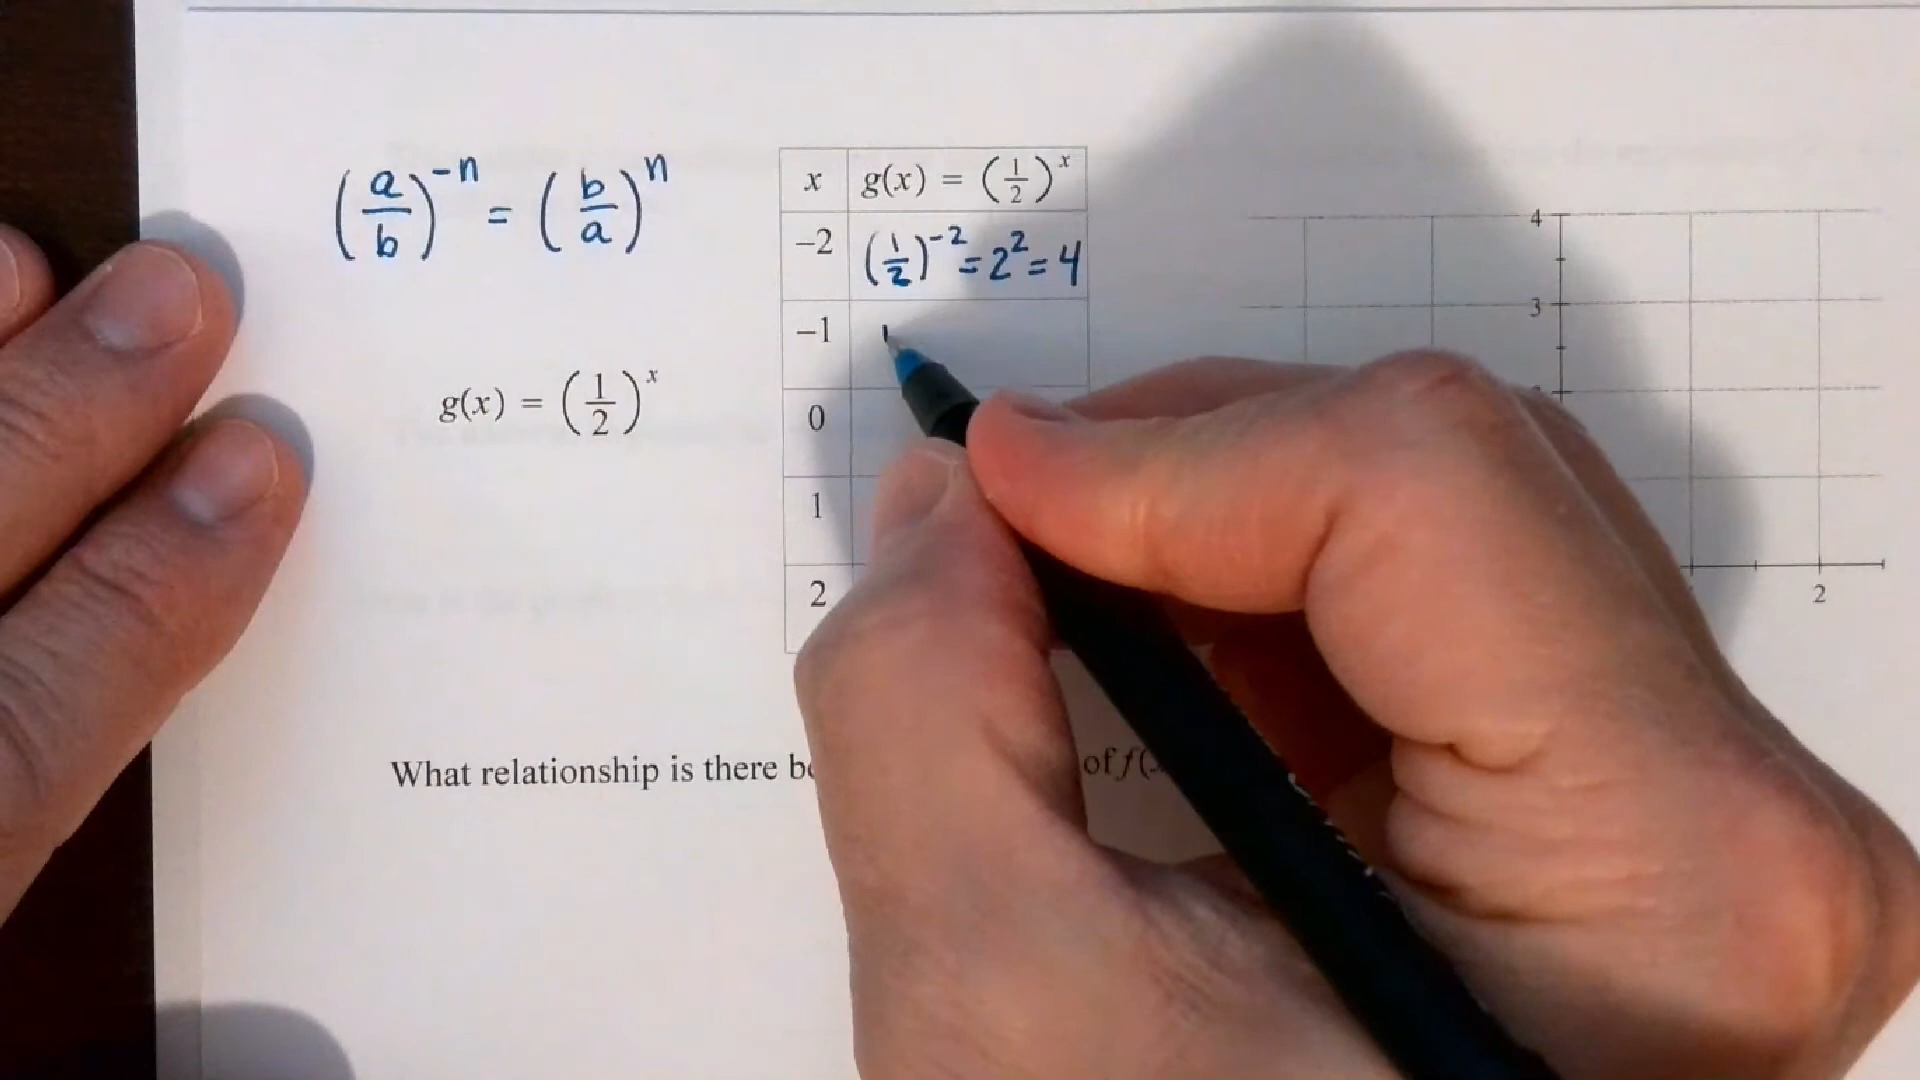 (a/b)^-n = (b/a)^n
x g(x) = (1/2)^x
-2 (1/2)^-2 = 2^2 = 4
-1
0
1
2
g(x) = (1/2)^x
4
3
2
What relationship is there
of f(